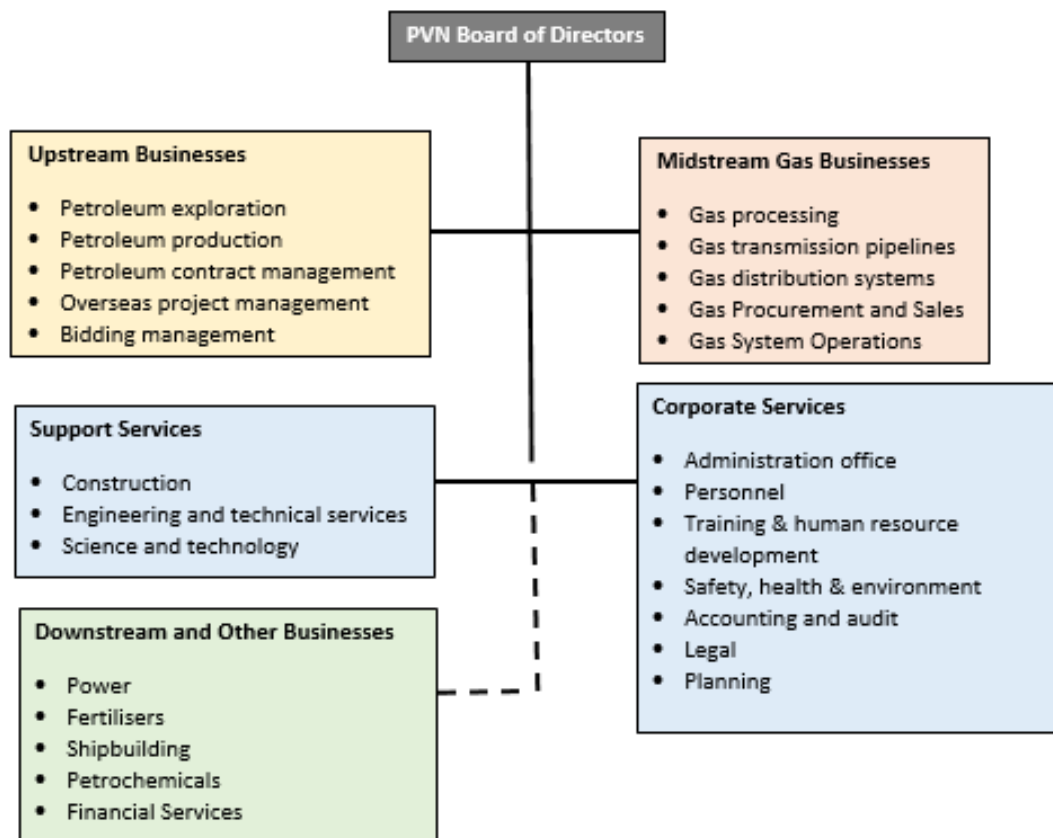 PVN Board of Directors
Upstream Businesses
• Petroleum exploration
• Petroleum production
• Petroleum contract management
• Overseas project management
• Bidding management
Midstream Gas Businesses
• Gas processing
• Gas transmission pipelines
• Gas distribution systems
• Gas Procurement and Sales
• Gas System Operations
Support Services
• Construction
• Engineering and technical services
• Science and technology
Corporate Services
• Administration office
• Personnel
• Training & human resource
development
• Safety, health & environment
• Accounting and audit
• Legal
• Planning
Downstream and Other Businesses
• Power
• Fertilisers
• Shipbuilding
• Petrochemicals
• Financial Services